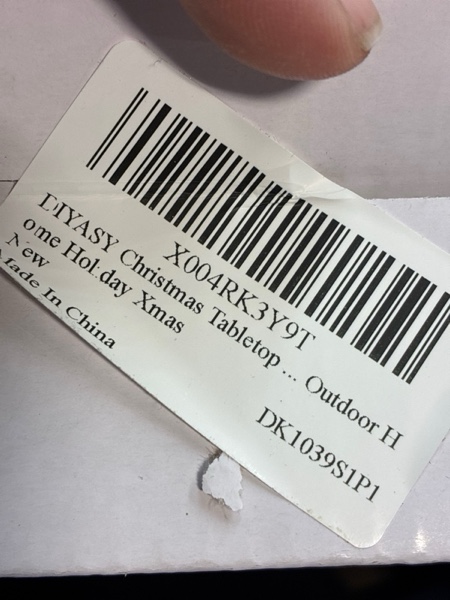 X004RK3Y9T
DIYASY Christmas Tabletop ... Outdoor H
ome Holiday Xmas
New
Made In China
DK1039S1P1